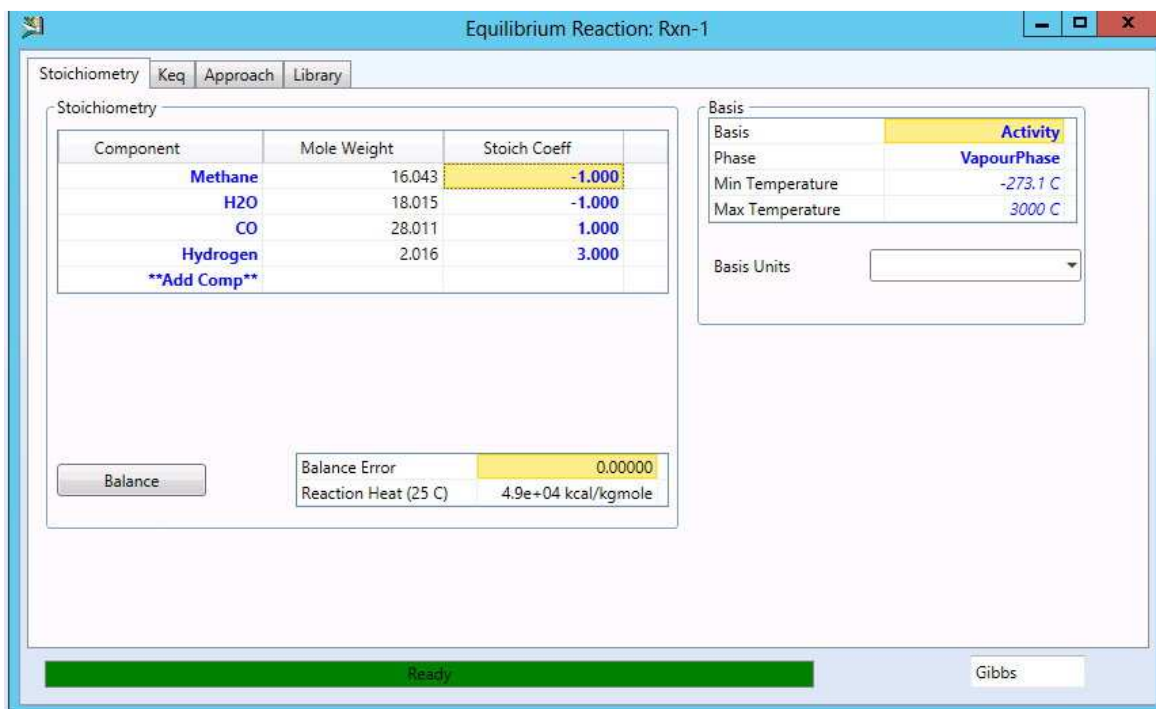 Equilibrium Reaction: Rxn-1
Stoichiometry Keq Approach Library
Stoichiometry
Component Mole Weight Stoich Coeff
Methane 16.043 -1.000
H2O 18.015 -1.000
CO 28.011 1.000
Hydrogen 2.016 3.000
**Add Comp**
Balance
Balance Error 0.00000
Reaction Heat (25 C) 4.9e+04 kcal/kgmole
Basis
Basis Activity
Phase VapourPhase
Min Temperature -273.1 C
Max Temperature 3000 C
Basis Units
Ready
Gibbs